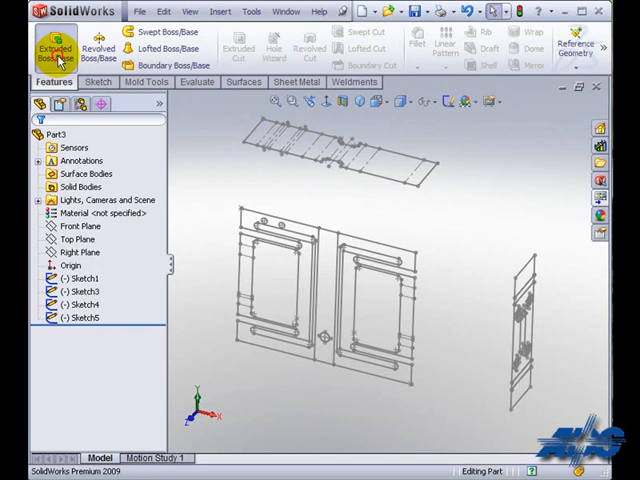 SolidWorks File Edit View Insert Tools Help
Extruded Boss/Base Revolved Boss/Base Swept Boss/Base Lofted Boss/Base Boundary Boss/Base Extruded Cut Hole Wizard Revolved Cut Swept Cut Lofted Cut Boundary Cut Fillet Linear Pattern Rib Draft Shell Wrap Dome Mirror Reference Geometry
Features Sketch Mold Tools Evaluate Surfaces Sheet Metal Weldments
Part3
Sensors
Annotations
Surface Bodies
Solid Bodies
Lights, Cameras and Scene
Material <not specified>
Front Plane
Top Plane
Right Plane
Origin
(-) Sketch1
(-) Sketch3
(-) Sketch4
(-) Sketch5
Y
X
Z
Model Motion Study 1
SolidWorks Premium 2009 Editing Part